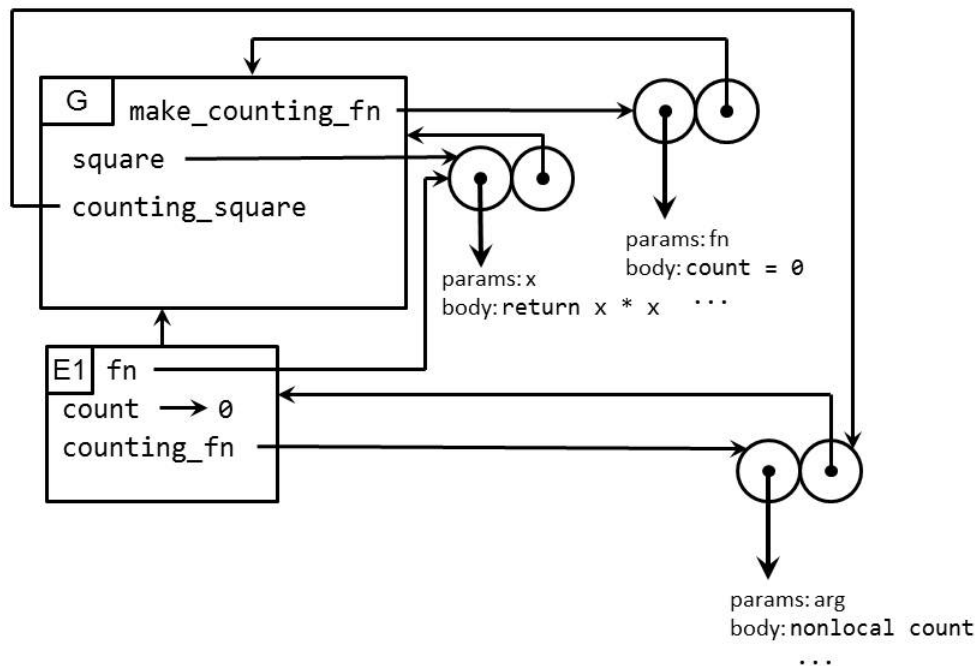 G
make_counting_fn
square
counting_square
params: fn
body: count = 0
...
params: x
body: return x * x
E1 fn
count 0
counting_fn
params: arg
body: nonlocal count
...